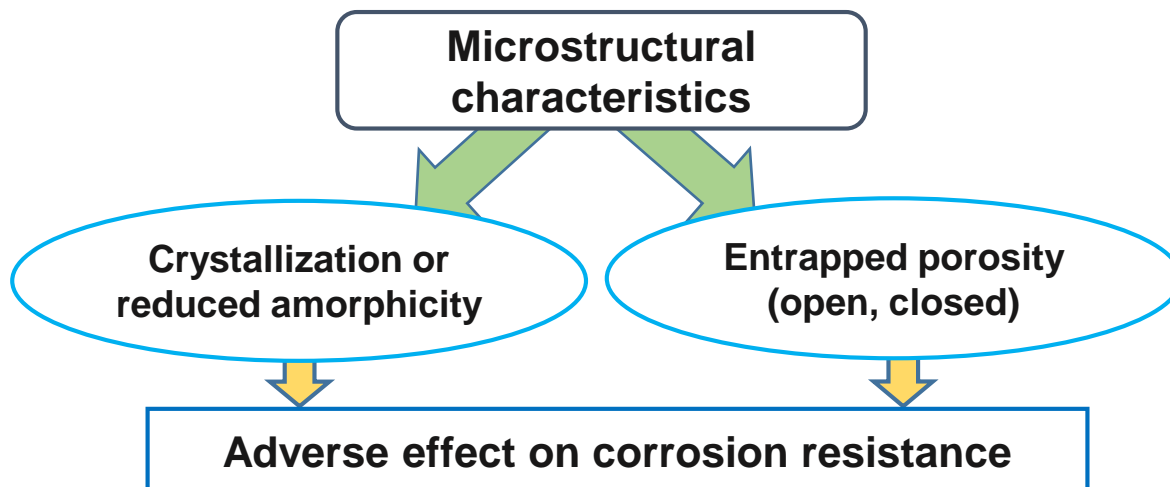 Microstructural
characteristics
Crystallization or
reduced amorphicity
Entrapped porosity
(open, closed)
Adverse effect on corrosion resistance